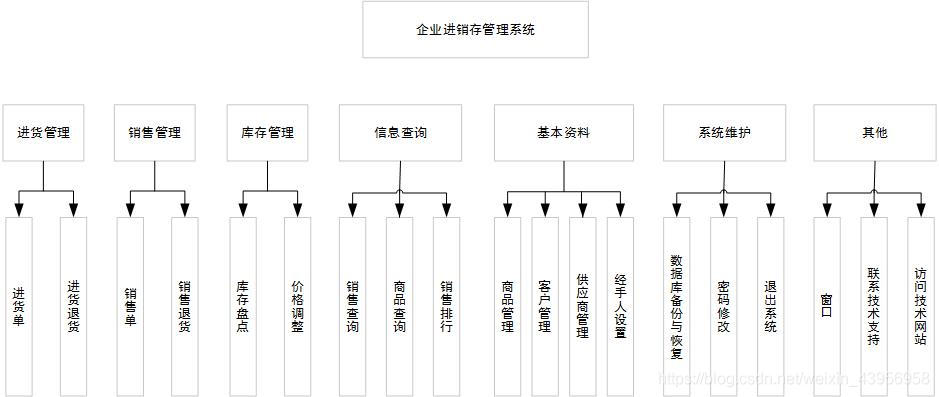 企业进销存管理系统
进货管理
销售管理
库存管理
信息查询
基本资料
系统维护
其他
进货单
进货退货
销售单
销售退货
库存盘点
价格调整
销售查询
商品查询
销售排行
商品管理
客户管理
供应商管理
经手人设置
数据库备份与恢复
密码修改
退出系统
窗口
联系技术支持
访问技术网站
https://blog.csdn.net/weixin_43956958